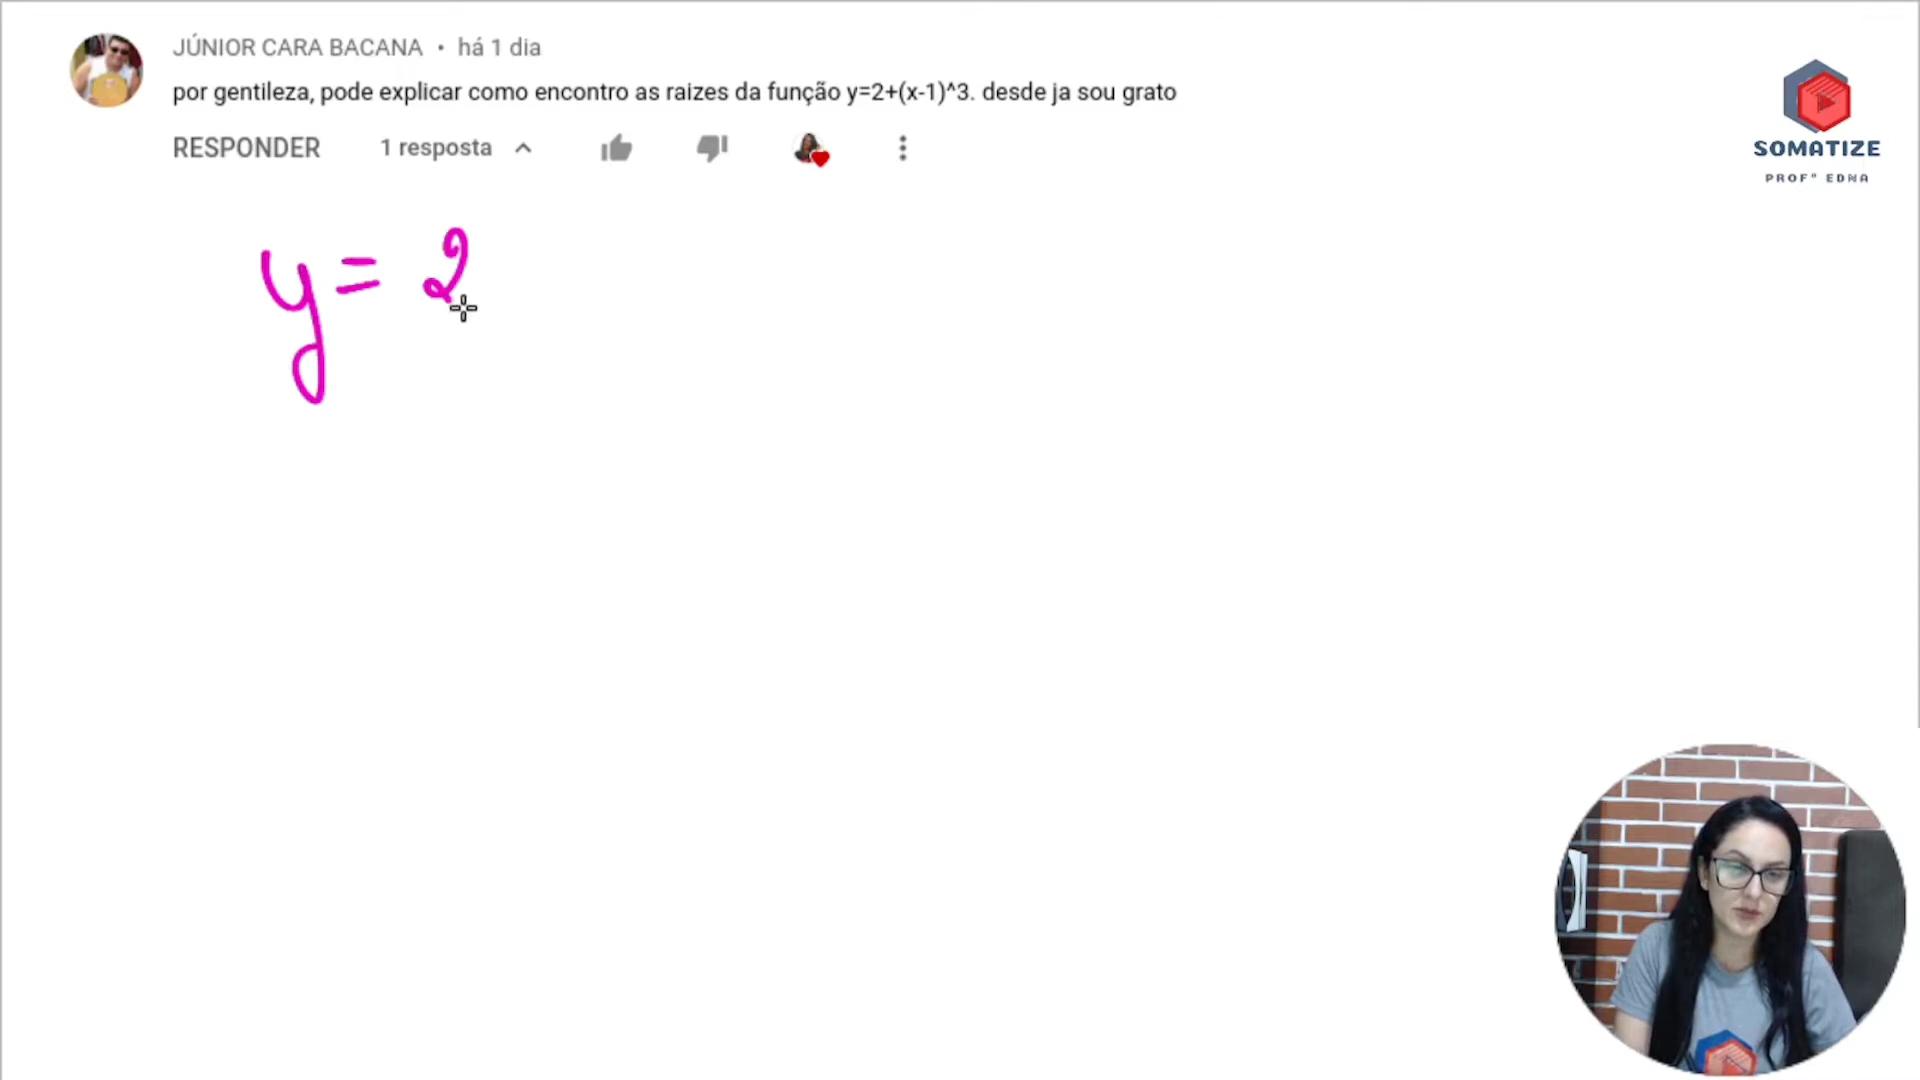 JÚNIOR CARA BACANA • há 1 dia
por gentileza, pode explicar como encontro as raizes da função y=2+(x-1)^3. desde ja sou grato
RESPONDER 1 resposta
SOMATIZE
PROFª EDNA
y = 2